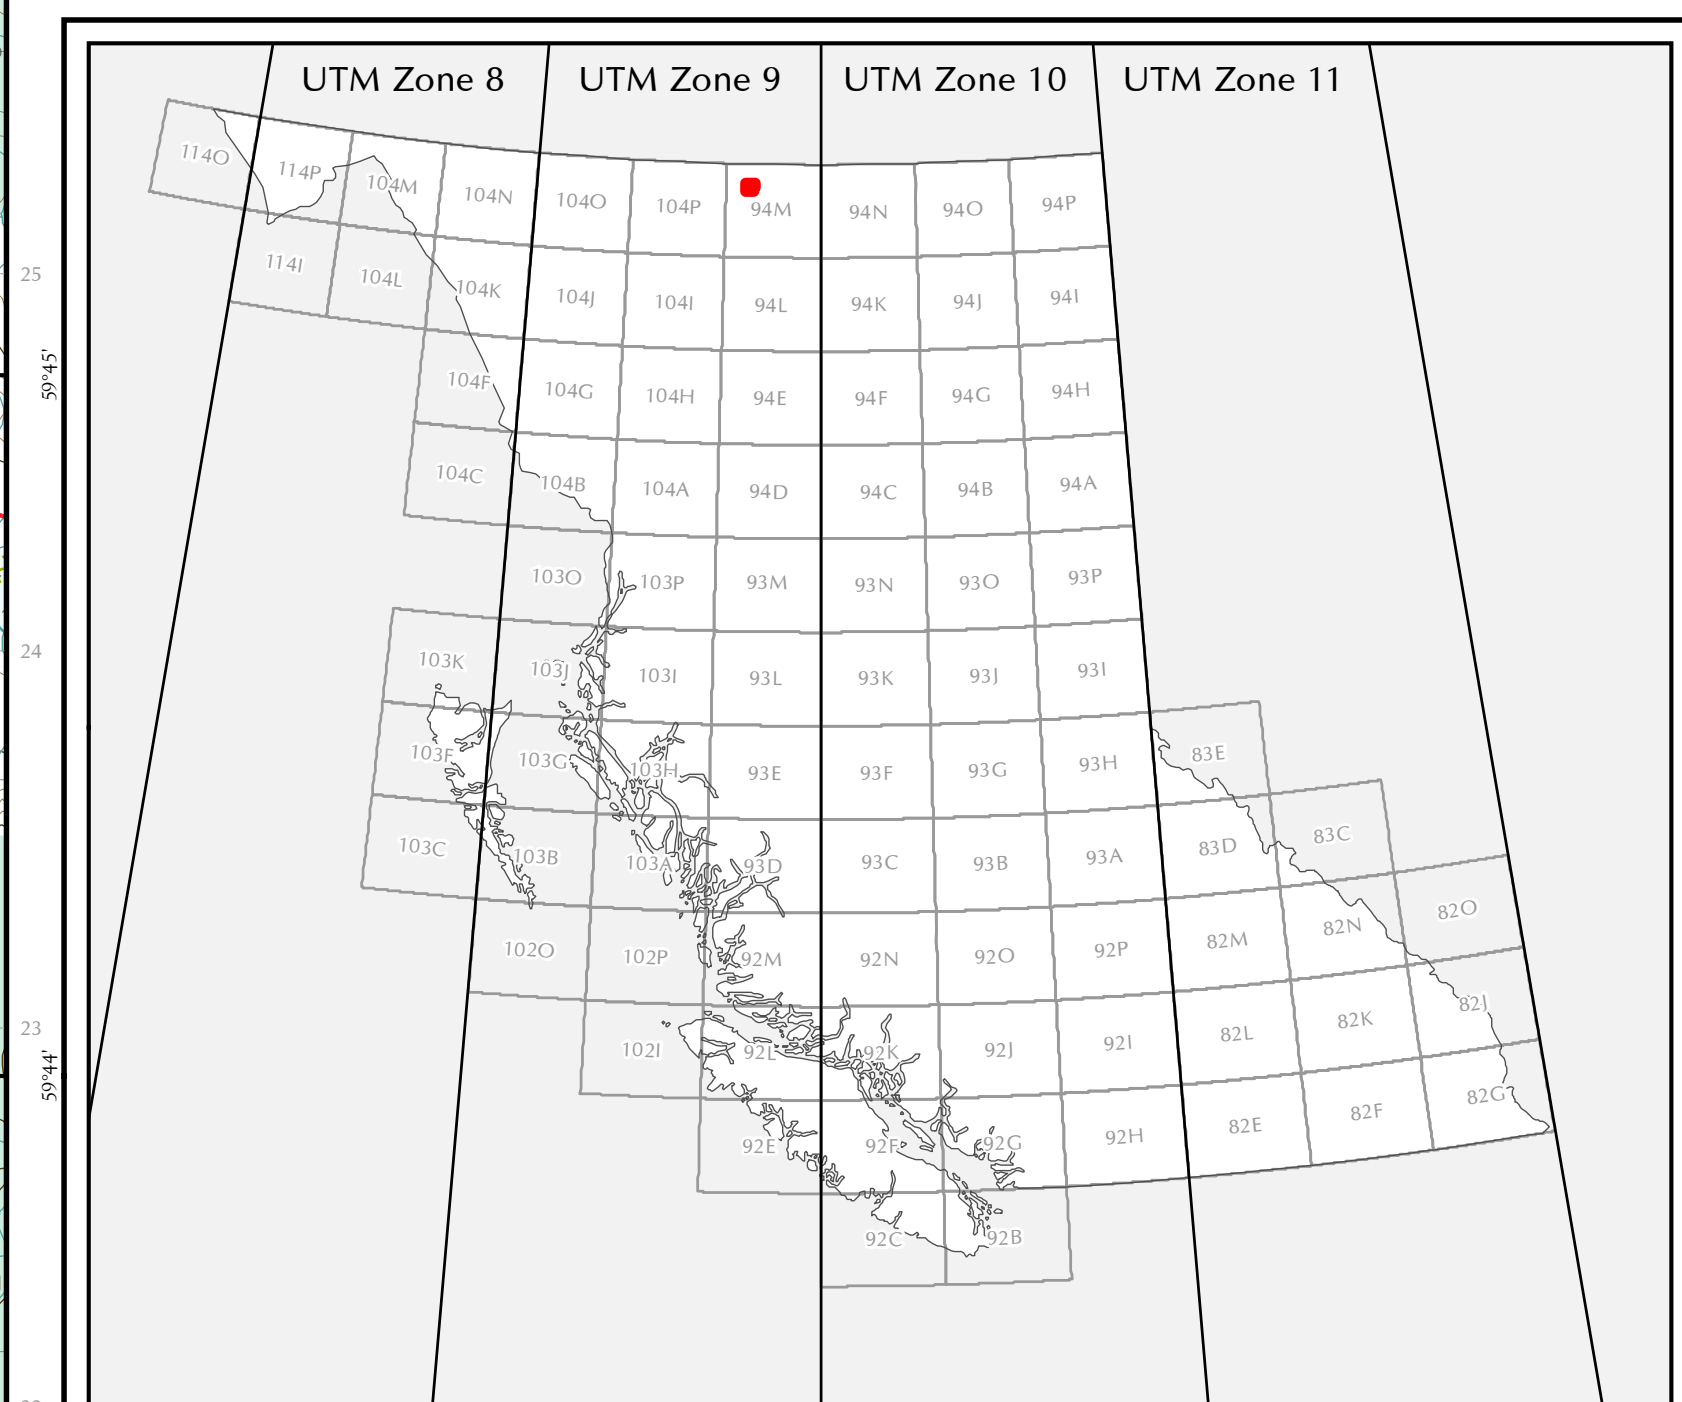 UTM Zone 8 UTM Zone 9 UTM Zone 10 UTM Zone 11
114O 114P 104M 104N 104O 104P 94M 94N 94O 94P
114I 104L 104K 104J 104I 94L 94K 94J 94I
25
59°45'
104F 104G 104H 94E 94F 94G 94H
104C 104B 104A 94D 94C 94B 94A
103O 103P 93M 93N 93O 93P
24
103K 103J 103I 93L 93K 93J 93I
103F 103G 103H 93E 93F 93G 93H 83E
103C 103B 103A 93D 93C 93B 93A 83D 83C
102O 102P 92M 92N 92O 92P 82M 82N 82O
23
59°44'
102I 92L 92K 92J 92I 82L 82K 82J
92E 92F 92G 92H 82E 82F 82G
92C 92B